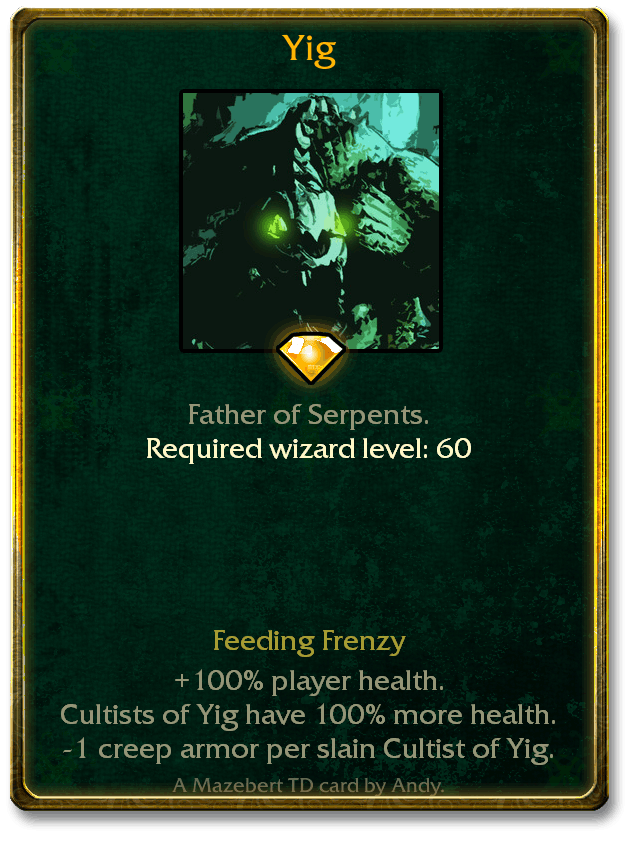 Yig
Father of Serpents.
Required wizard level: 60
Feeding Frenzy
+100% player health.
Cultists of Yig have 100% more health.
-1 creep armor per slain Cultist of Yig.
A Mazebert TD card by Andy.